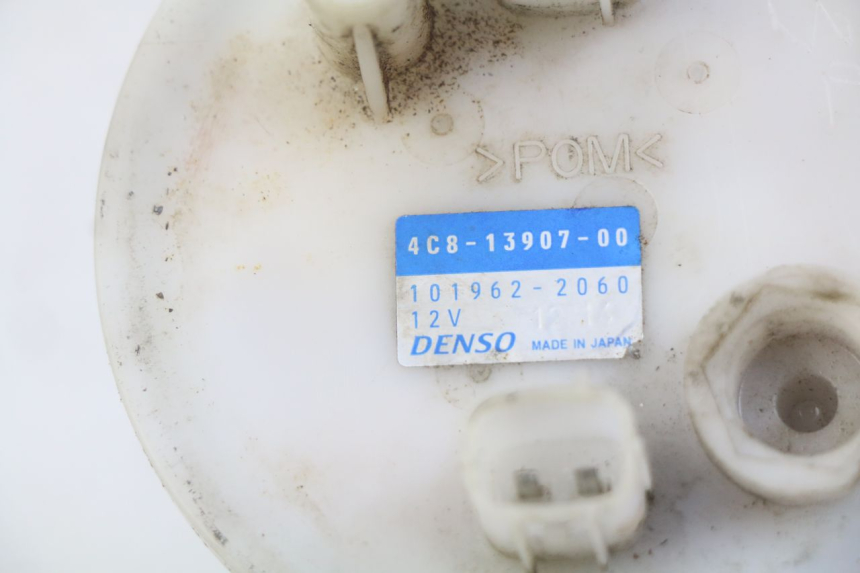 >POM<
4C8-13907-00
101962-2060
12V
DENSO MADE IN JAPAN